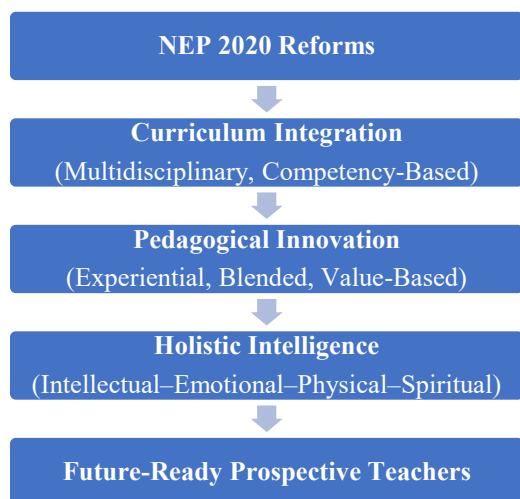 NEP 2020 Reforms
Curriculum Integration
(Multidisciplinary, Competency-Based)
Pedagogical Innovation
(Experiential, Blended, Value-Based)
Holistic Intelligence
(Intellectual–Emotional–Physical–Spiritual)
Future-Ready Prospective Teachers